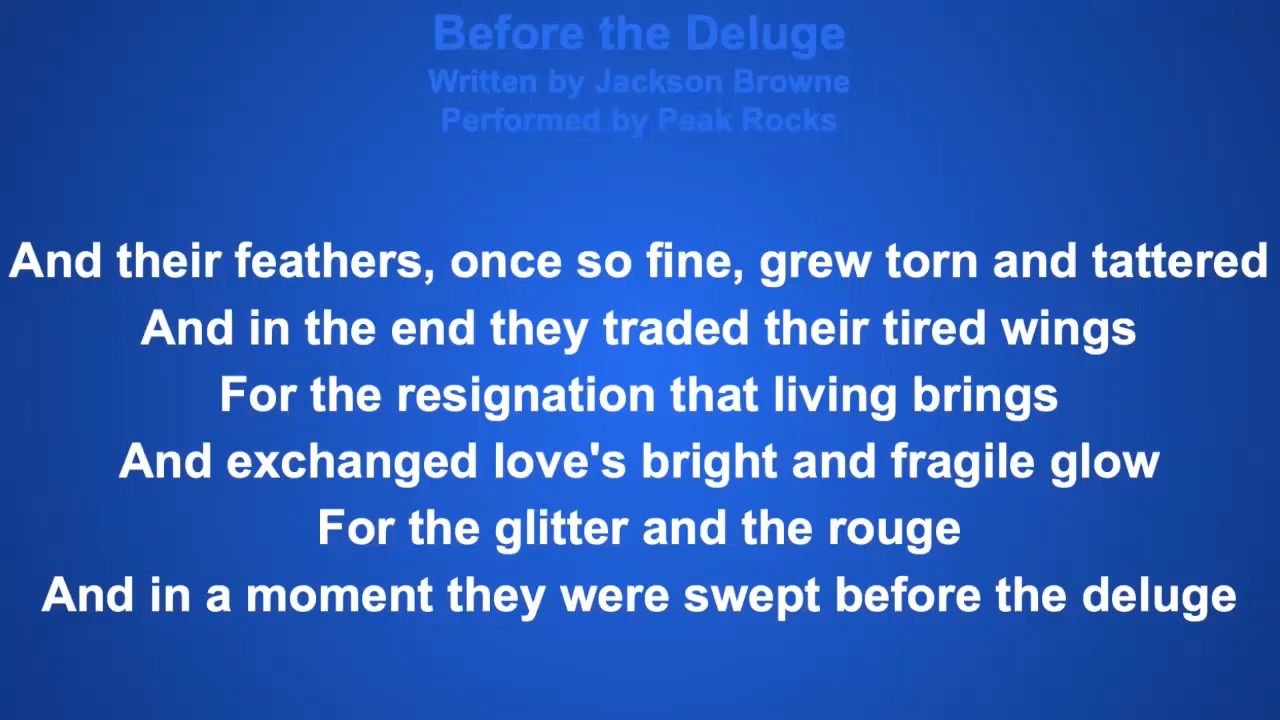 Before the Deluge
Written by Jackson Browne
Performed by Peak Rocks
And their feathers, once so fine, grew torn and tattered
And in the end they traded their tired wings
For the resignation that living brings
And exchanged love's bright and fragile glow
For the glitter and the rouge
And in a moment they were swept before the deluge